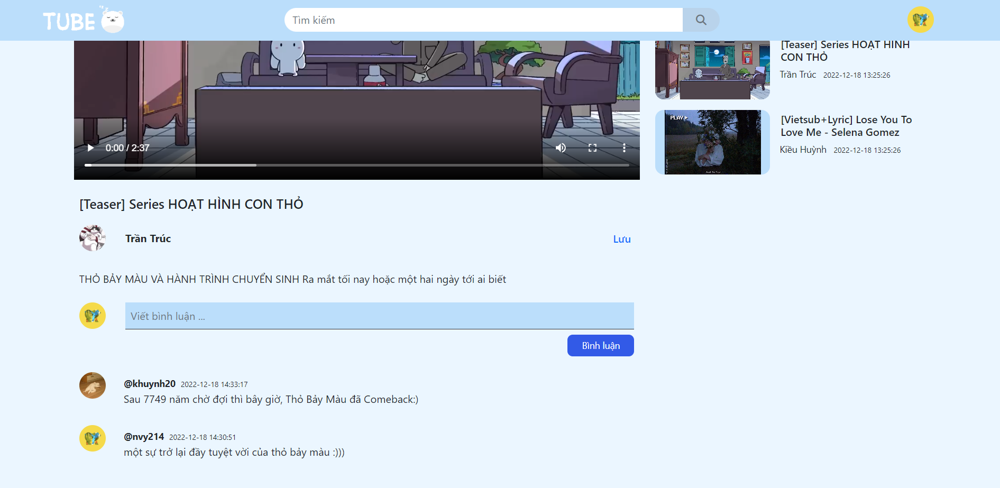 TUBE
Tìm kiếm
[Teaser] Series HOẠT HÌNH
CON THỎ
Trần Trúc 2022-12-18 13:25:26
PLAY
[Vietsub+Lyric] Lose You To
Love Me - Selena Gomez
Kiều Huỳnh 2022-12-18 13:25:26
0:00 / 2:37
[Teaser] Series HOẠT HÌNH CON THỎ
Trần Trúc
Lưu
THỎ BẢY MÀU VÀ HÀNH TRÌNH CHUYỂN SINH Ra mắt tối nay hoặc một hai ngày tới ai biết
Viết bình luận ...
Bình luận
@khuynh20 2022-12-18 14:33:17
Sau 7749 năm chờ đợi thì bây giờ, Thỏ Bảy Màu đã Comeback:)
@nvy214 2022-12-18 14:30:51
một sự trở lại đầy tuyệt vời của thỏ bảy màu :)))